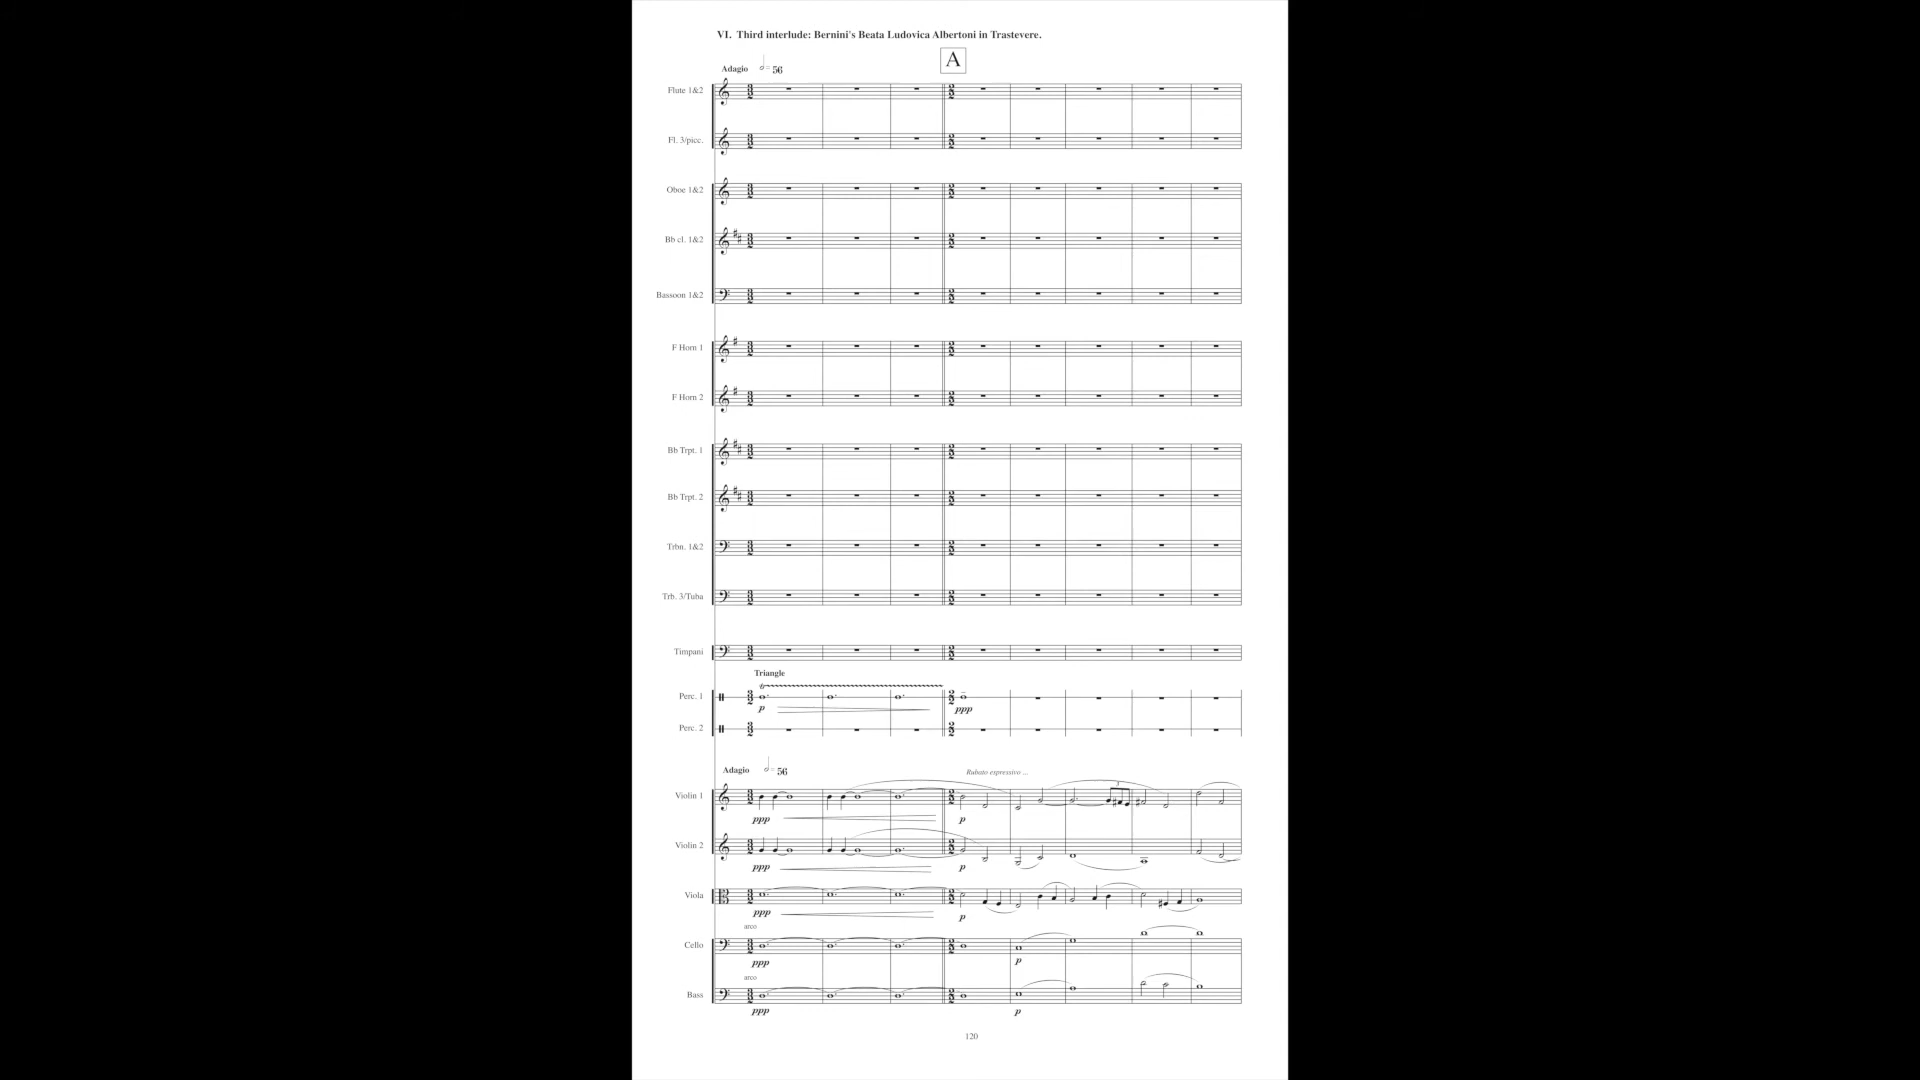 VI. Third interlude: Bernini's Beata Ludovica Albertoni in Trastevere.
A
Adagio 𝅗𝅥 = 56
Flute 1&2
Fl. 3/picc.
Oboe 1&2
Bb cl. 1&2
Bassoon 1&2
F Horn 1
F Horn 2
Bb Trpt. 1
Bb Trpt. 2
Trbn. 1&2
Trb. 3/Tuba
Timpani
Triangle
Perc. 1
p ppp
Perc. 2
Adagio 𝅗𝅥 = 56
Rubato espressivo ...
3
Violin 1
ppp p
Violin 2
ppp p
Viola
ppp p
arco
Cello
ppp p
arco
Bass
ppp p
120